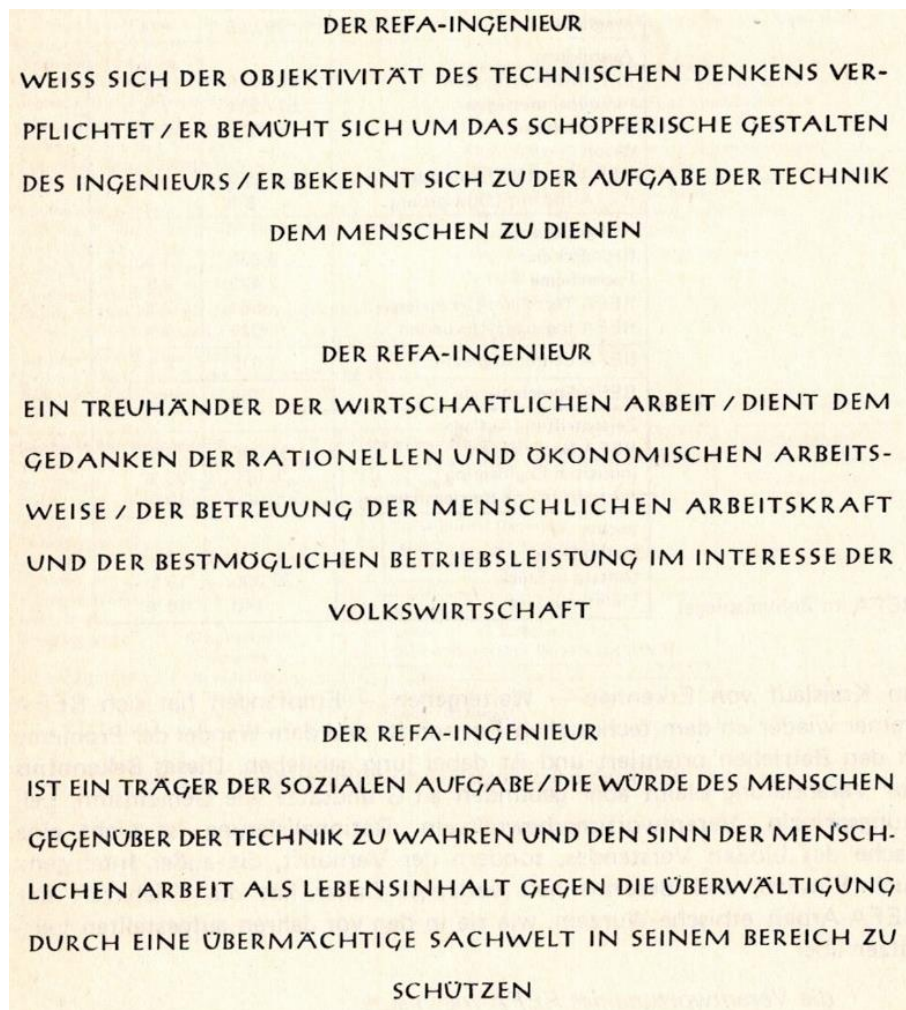 DER REFA-INGENIEUR
WEISS SICH DER OBJEKTIVITÄT DES TECHNISCHEN DENKENS VER-
PFLICHTET / ER BEMÜHT SICH UM DAS SCHÖPFERISCHE GESTALTEN
DES INGENIEURS / ER BEKENNT SICH ZU DER AUFGABE DER TECHNIK
DEM MENSCHEN ZU DIENEN
DER REFA-INGENIEUR
EIN TREUHÄNDER DER WIRTSCHAFTLICHEN ARBEIT / DIENT DEM
GEDANKEN DER RATIONELLEN UND ÖKONOMISCHEN ARBEITS-
WEISE / DER BETREUUNG DER MENSCHLICHEN ARBEITSKRAFT
UND DER BESTMÖGLICHEN BETRIEBSLEISTUNG IM INTERESSE DER
VOLKSWIRTSCHAFT
DER REFA-INGENIEUR
IST EIN TRÄGER DER SOZIALEN AUFGABE / DIE WÜRDE DES MENSCHEN
GEGENÜBER DER TECHNIK ZU WAHREN UND DEN SINN DER MENSCH-
LICHEN ARBEIT ALS LEBENSINHALT GEGEN DIE ÜBERWÄLTIGUNG
DURCH EINE ÜBERMÄCHTIGE SACHWELT IN SEINEM BEREICH ZU
SCHÜTZEN